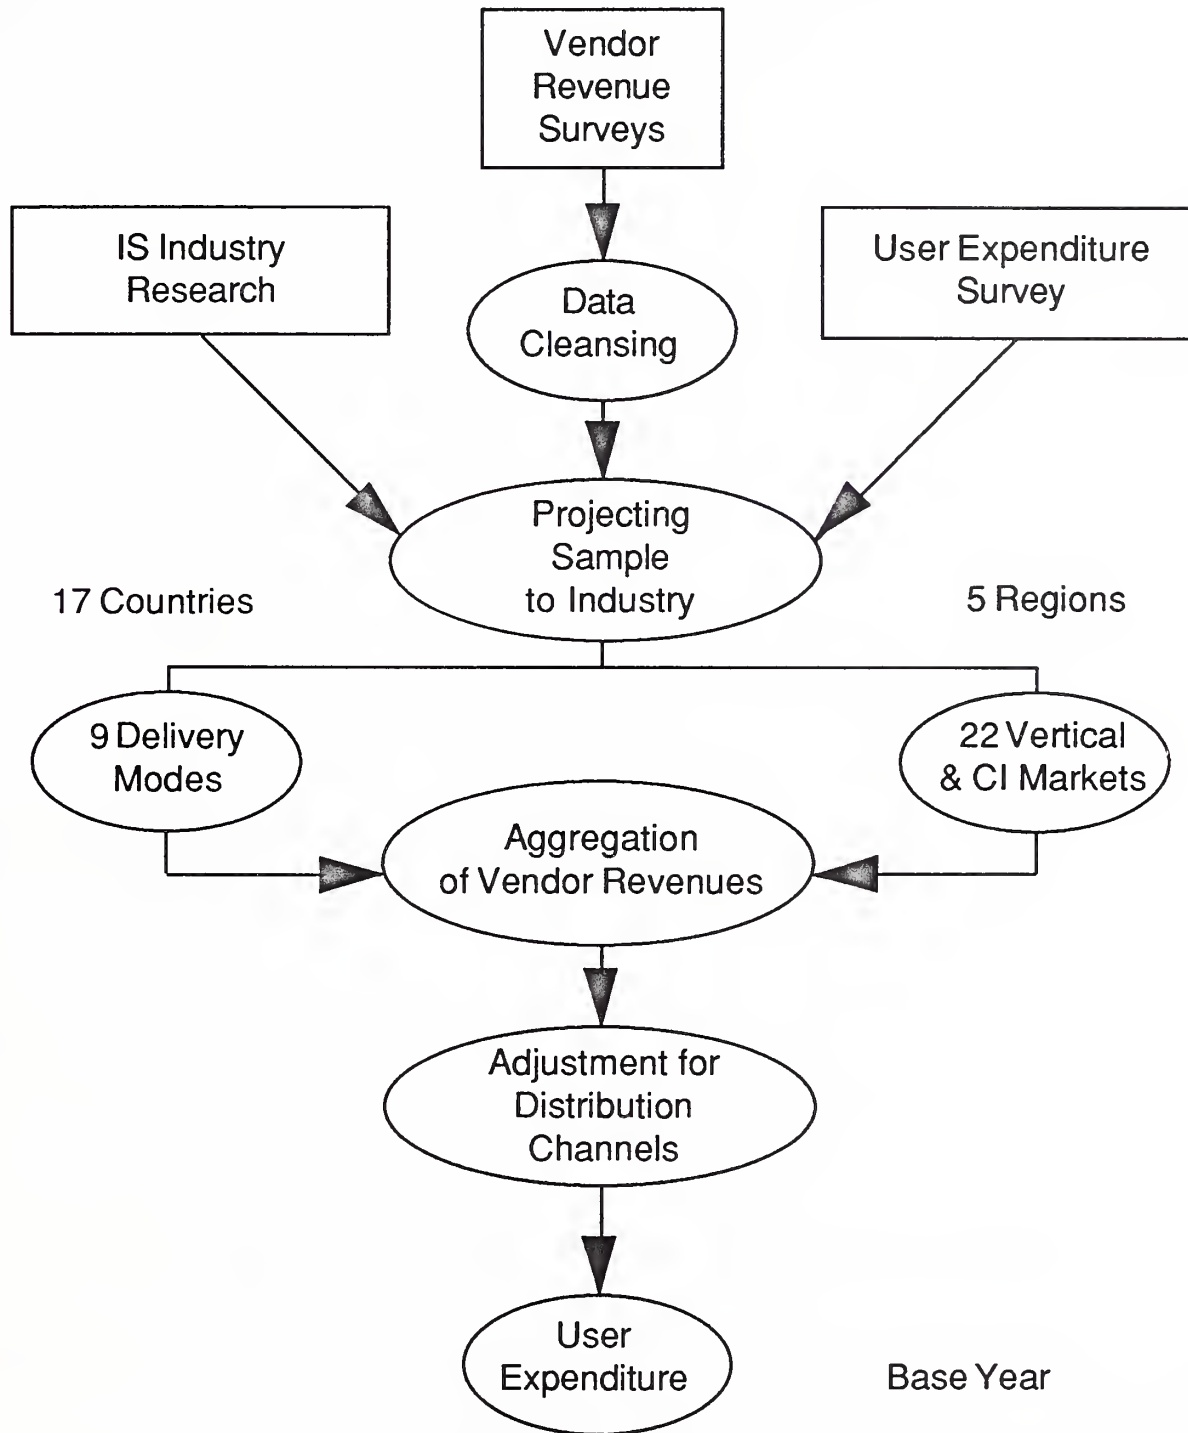 Vendor
Revenue
Surveys
IS Industry
Research
User Expenditure
Survey
Data
Cleansing
Projecting
Sample
to Industry
17 Countries
5 Regions
9 Delivery
Modes
22 Vertical
& CI Markets
Aggregation
of Vendor Revenues
Adjustment for
Distribution
Channels
User
Expenditure
Base Year